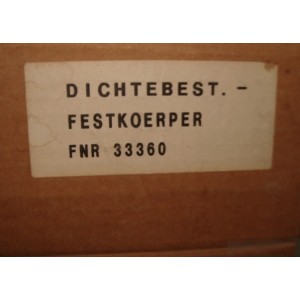 DICHTEBEST.-
FESTKOERPER
FNR 33360